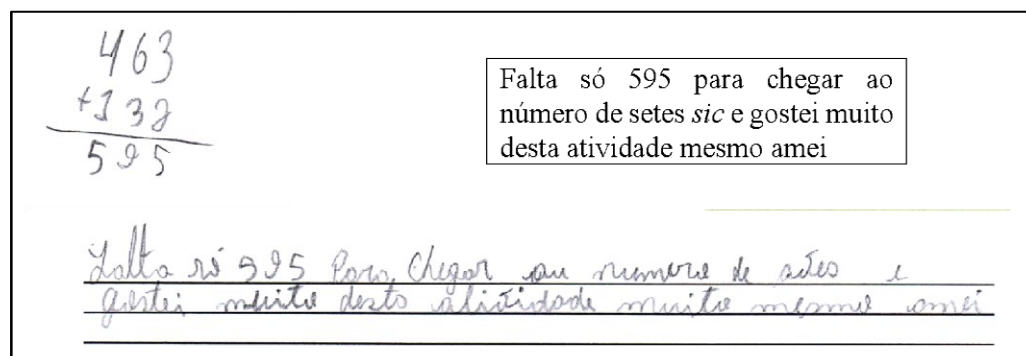 463
+132
595
Falta só 595 para chegar ao
número de setes sic e gostei muito
desta atividade mesmo amei
Falta só 595 Para chegar au numero de setes e
gostei muito desta atividade muito mesmo amei